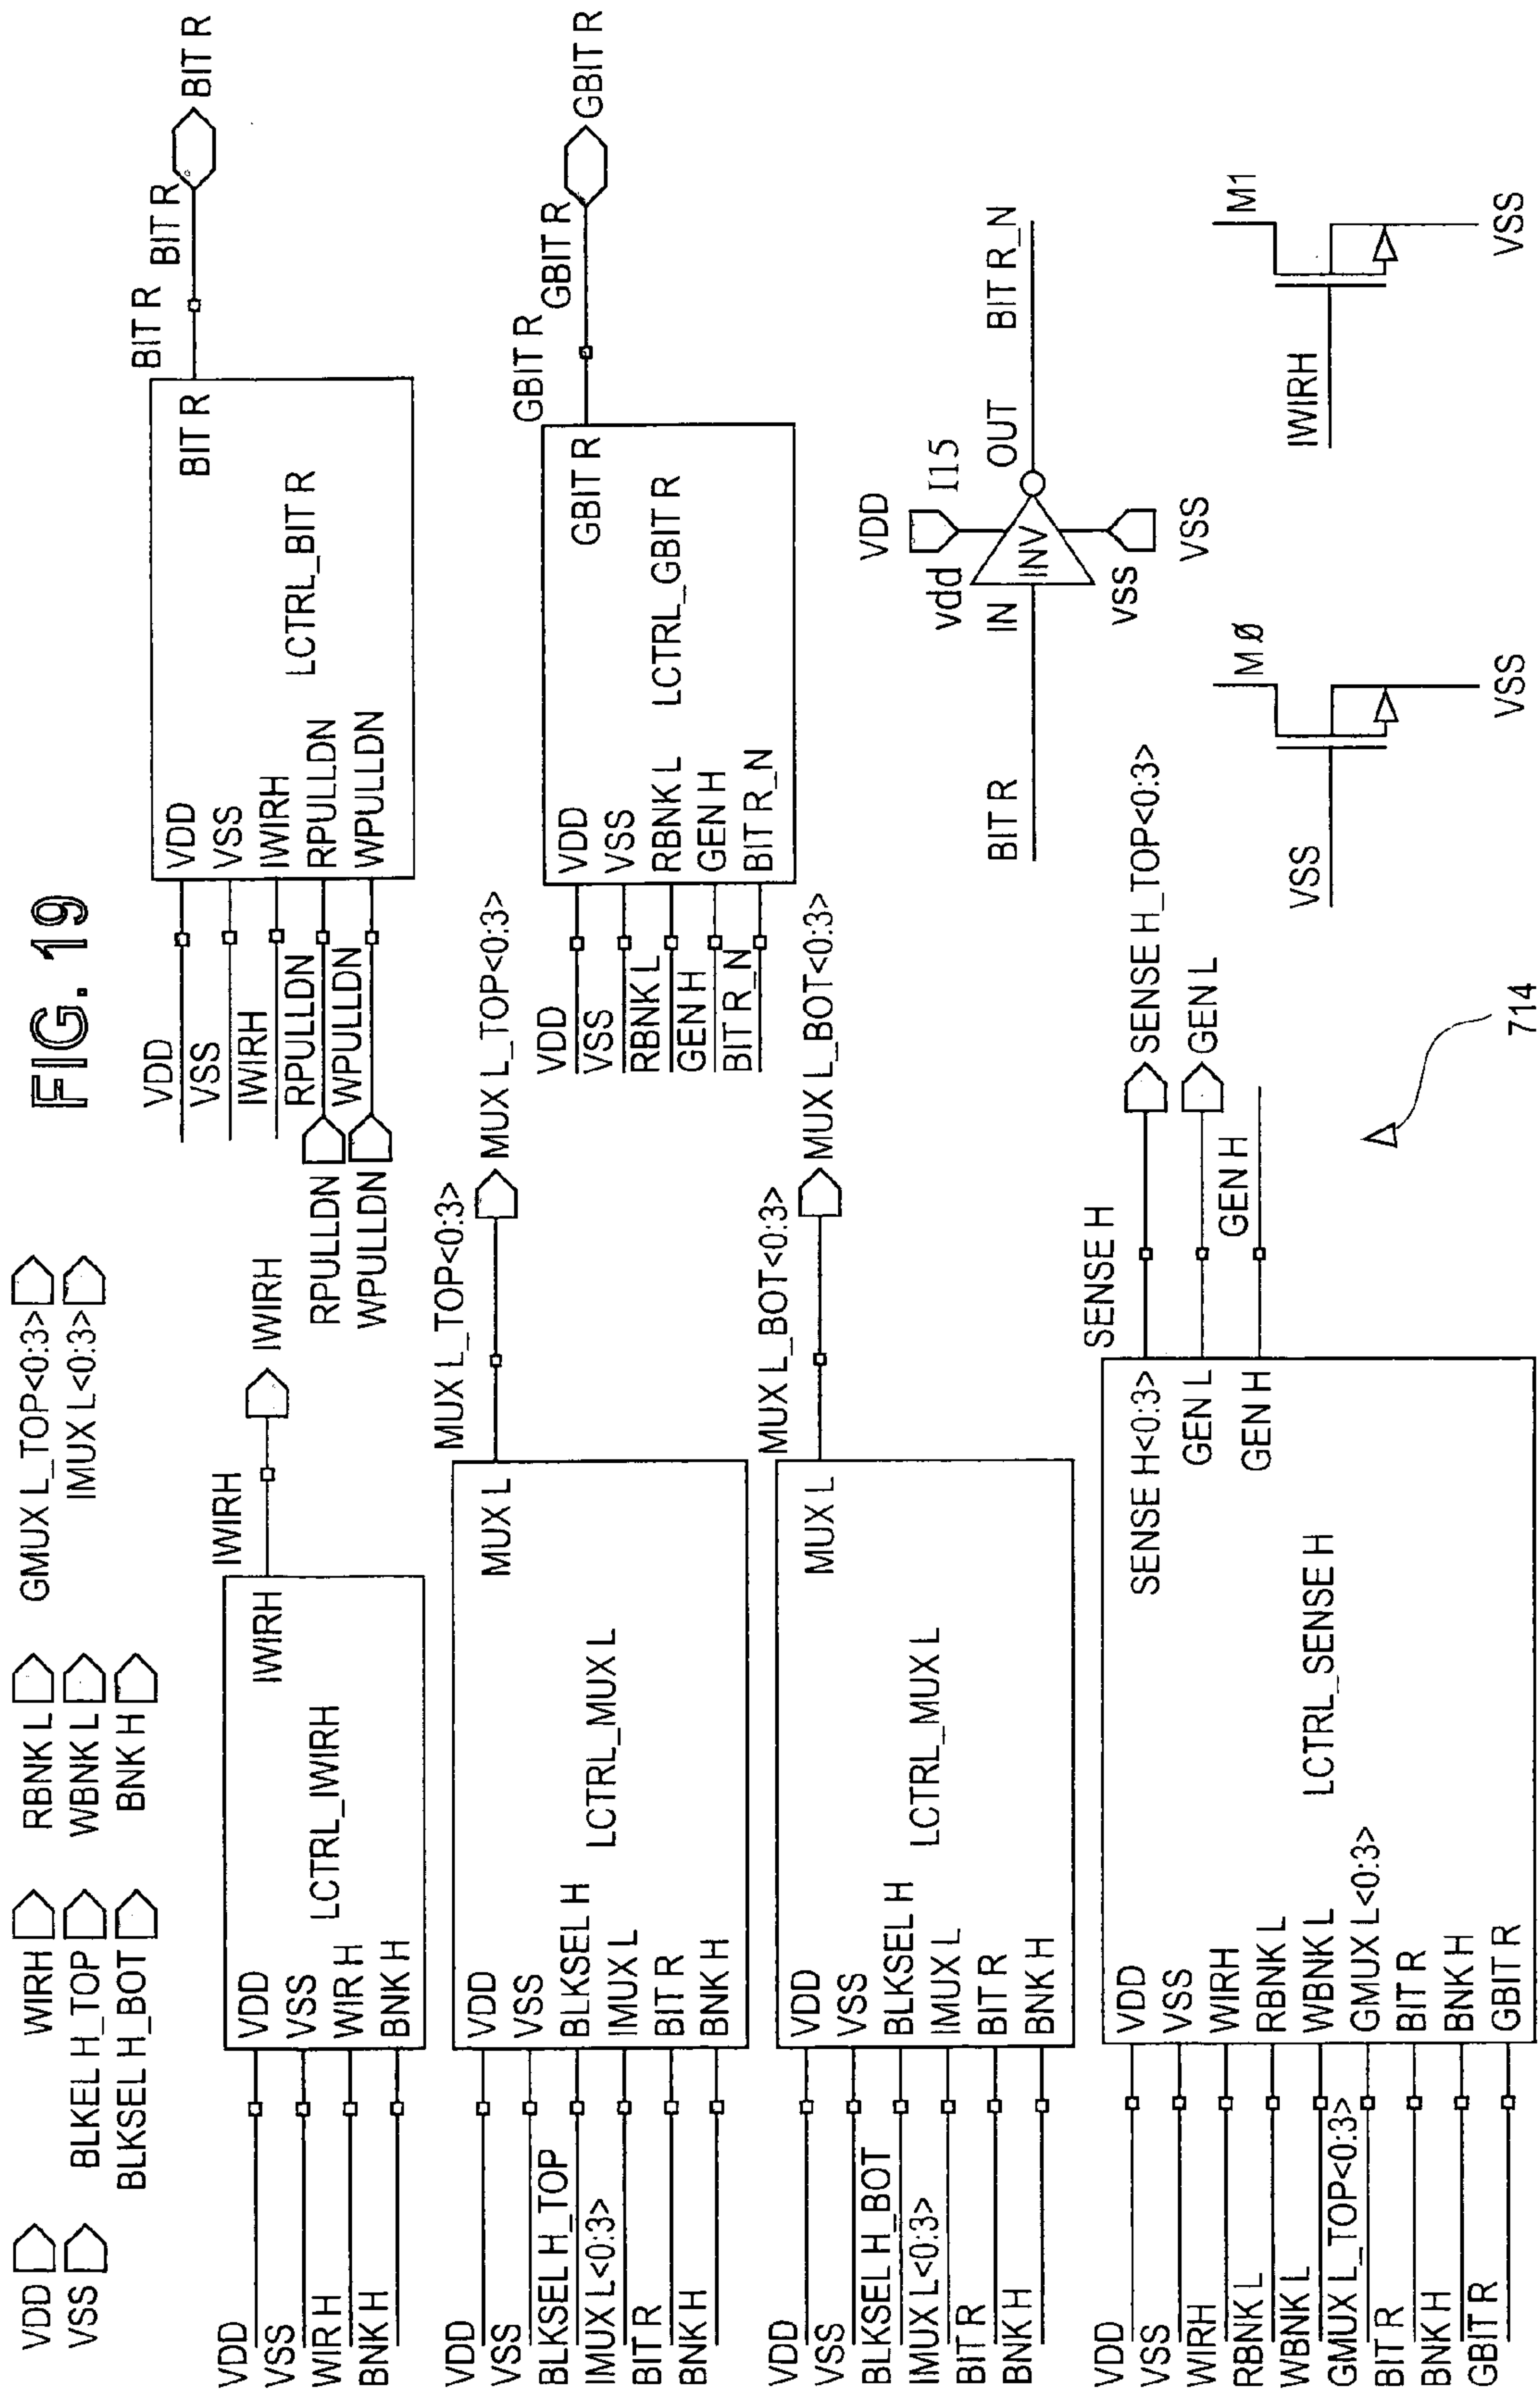 FIG. 19
VDD
VSS
WIRH
BLKEL H_TOP
BLKSEL H_BOT
RBNK L
WBNK L
BNK H
GMUX L_TOP<0:3>
IMUX L<0:3>
VDD
VSS
WIR H
BNK H
VDD
VSS
WIR H
BNK H
LCTRL_IWIRH
IWIRH
IWIRH
IWIRH
VDD
VSS
IWIRH
RPULLDN
WPULLDN
RPULLDN
WPULLDN
VDD
VSS
IWIRH
RPULLDN
WPULLDN
LCTRL_BIT R
BIT R
BIT R
BIT R
BIT R
VDD
VSS
BLKSEL H_TOP
IMUX L<0:3>
BIT R
BNK H
VDD
VSS
BLKSEL H
IMUX L
BIT R
BNK H
LCTRL_MUX L
MUX L
MUX L_TOP<0:3>
MUX L_TOP<0:3>
VDD
VSS
RBNK L
GEN H
BIT R_N
VDD
VSS
RBNK L
GEN H
BIT R_N
LCTRL_GBIT R
GBIT R
GBIT R
GBIT R
GBIT R
VDD
VSS
BLKSEL H_BOT
IMUX L<0:3>
BIT R
BNK H
VDD
VSS
BLKSEL H
IMUX L
BIT R
BNK H
LCTRL_MUX L
MUX L
MUX L_BOT<0:3>
MUX L_BOT<0:3>
BIT R
IN
vdd
VDD
I15
INV
vss
VSS
OUT
BIT R_N
VDD
VSS
WIRH
RBNK L
WBNK L
GMUX L_TOP<0:3>
BIT R
BNK H
GBIT R
VDD
VSS
WIRH
RBNK L
WBNK L
GMUX L<0:3>
BIT R
BNK H
GBIT R
LCTRL_SENSE H
SENSE H<0:3>
GEN L
GEN H
SENSE H
SENSE H_TOP<0:3>
GEN L
GEN H
VSS
MØ
VSS
IWIRH
M1
VSS
714